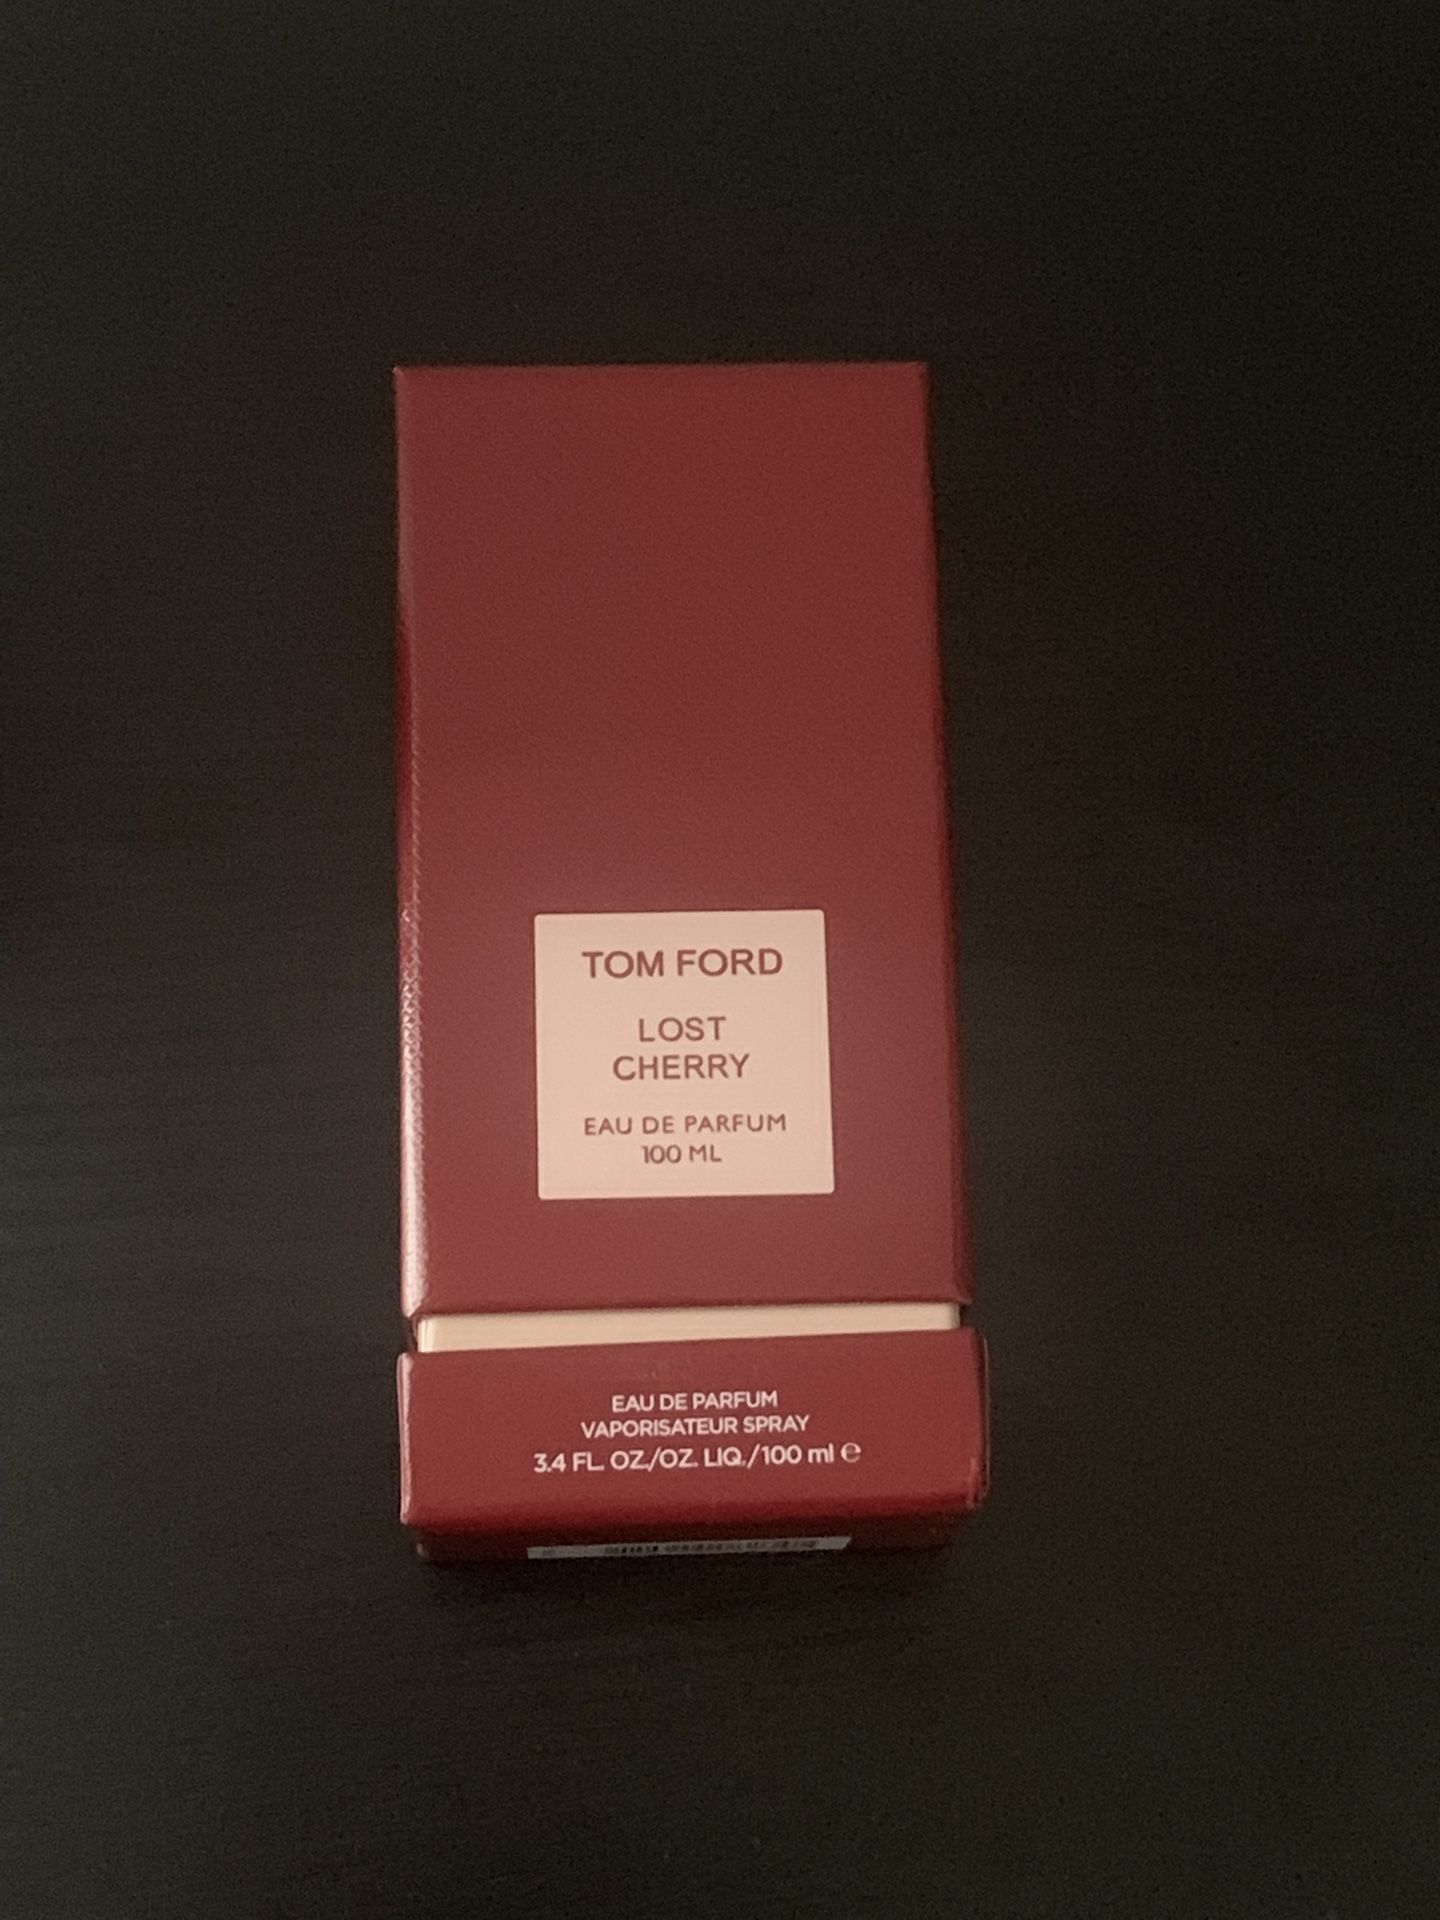 TOM FORD
LOST
CHERRY
EAU DE PARFUM
100 ML
EAU DE PARFUM
VAPORISATEUR SPRAY
3.4 FL. OZ./OZ. LIQ./100 ml ℮